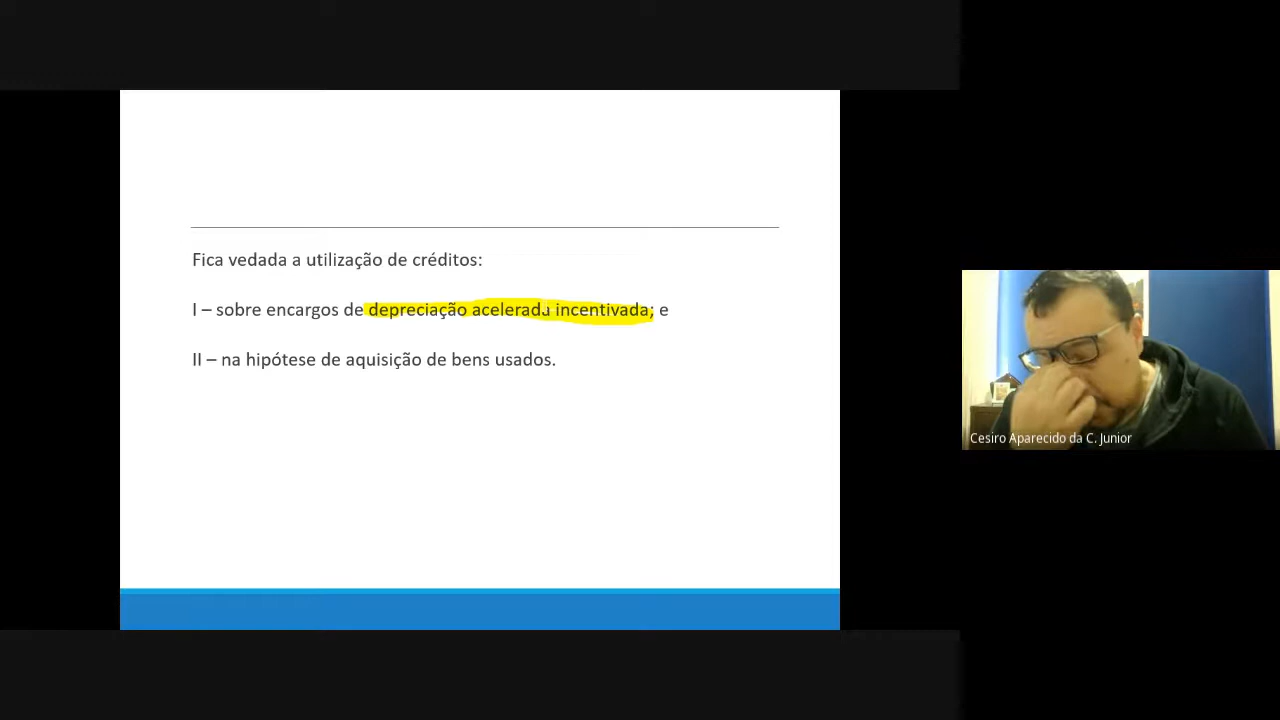 Fica vedada a utilização de créditos:
I – sobre encargos de depreciação acelerada incentivada; e
II – na hipótese de aquisição de bens usados.
Cesiro Aparecido da C. Junior